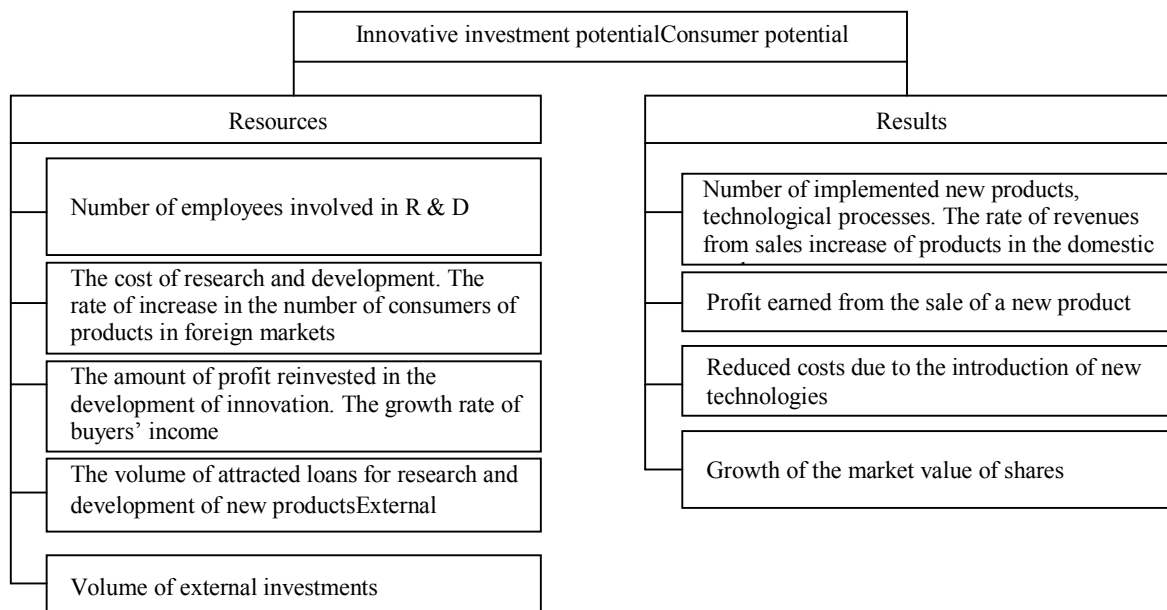 Innovative investment potentialConsumer potential
Resources
Number of employees involved in R & D
The cost of research and development. The
rate of increase in the number of consumers of
products in foreign markets
The amount of profit reinvested in the
development of innovation. The growth rate of
buyers’ income
The volume of attracted loans for research and
development of new productsExternal
Volume of external investments
Results
Number of implemented new products,
technological processes. The rate of revenues
from sales increase of products in the domestic
Profit earned from the sale of a new product
Reduced costs due to the introduction of new
technologies
Growth of the market value of shares